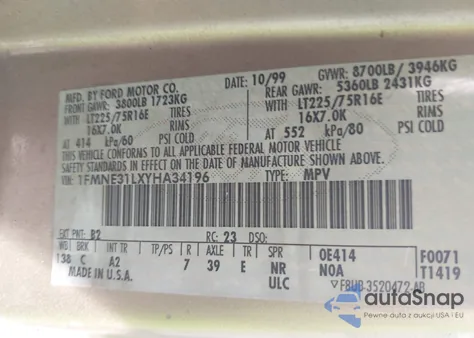 MFD. BY FORD MOTOR CO.
DATE: 10/99 GVWR: 8700LB/ 3946KG
FRONT GAWR: 3800LB 1723KG
REAR GAWR: 5360LB 2431KG
WITH LT225/75R16E TIRES
WITH LT225/75R16E TIRES
16X7.0K RIMS
16X7.0K RIMS
AT 414 kPa/60 PSI COLD
AT 552 kPa/80 PSI COLD
THIS VEHICLE CONFORMS TO ALL APPLICABLE FEDERAL MOTOR VEHICLE
SAFETY STANDARDS IN EFFECT ON THE DATE OF MANUFACTURE SHOWN ABOVE.
VIN: 1FMNE31LXYHA34196 TYPE: MPV
EXT PNT: B2 RC: 23 DSO:
WB BRK INT TR TP/PS R AXLE TR SPR 0E414 F0071
138 C A2 7 39 E NR N0A T1419
MADE IN U.S.A. ULC
autoSnap
Pewne auto z aukcji USA i EU